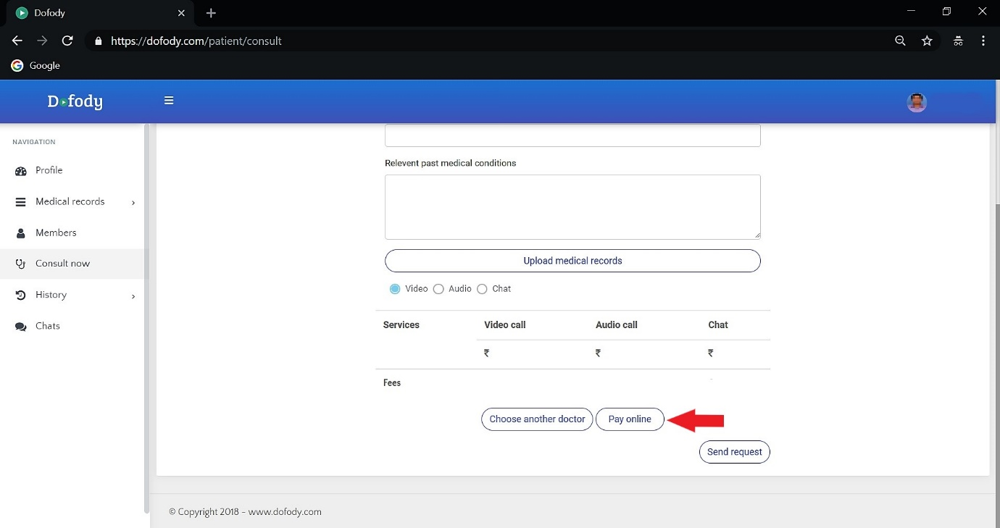 Dofody
https://dofody.com/patient/consult
Google
Dofody
NAVIGATION
Profile
Medical records
Members
Consult now
History
Chats
Relevent past medical conditions
Upload medical records
Video Audio Chat
Services Video call Audio call Chat
₹ ₹ ₹
Fees
Choose another doctor Pay online
Send request
© Copyright 2018 - www.dofody.com